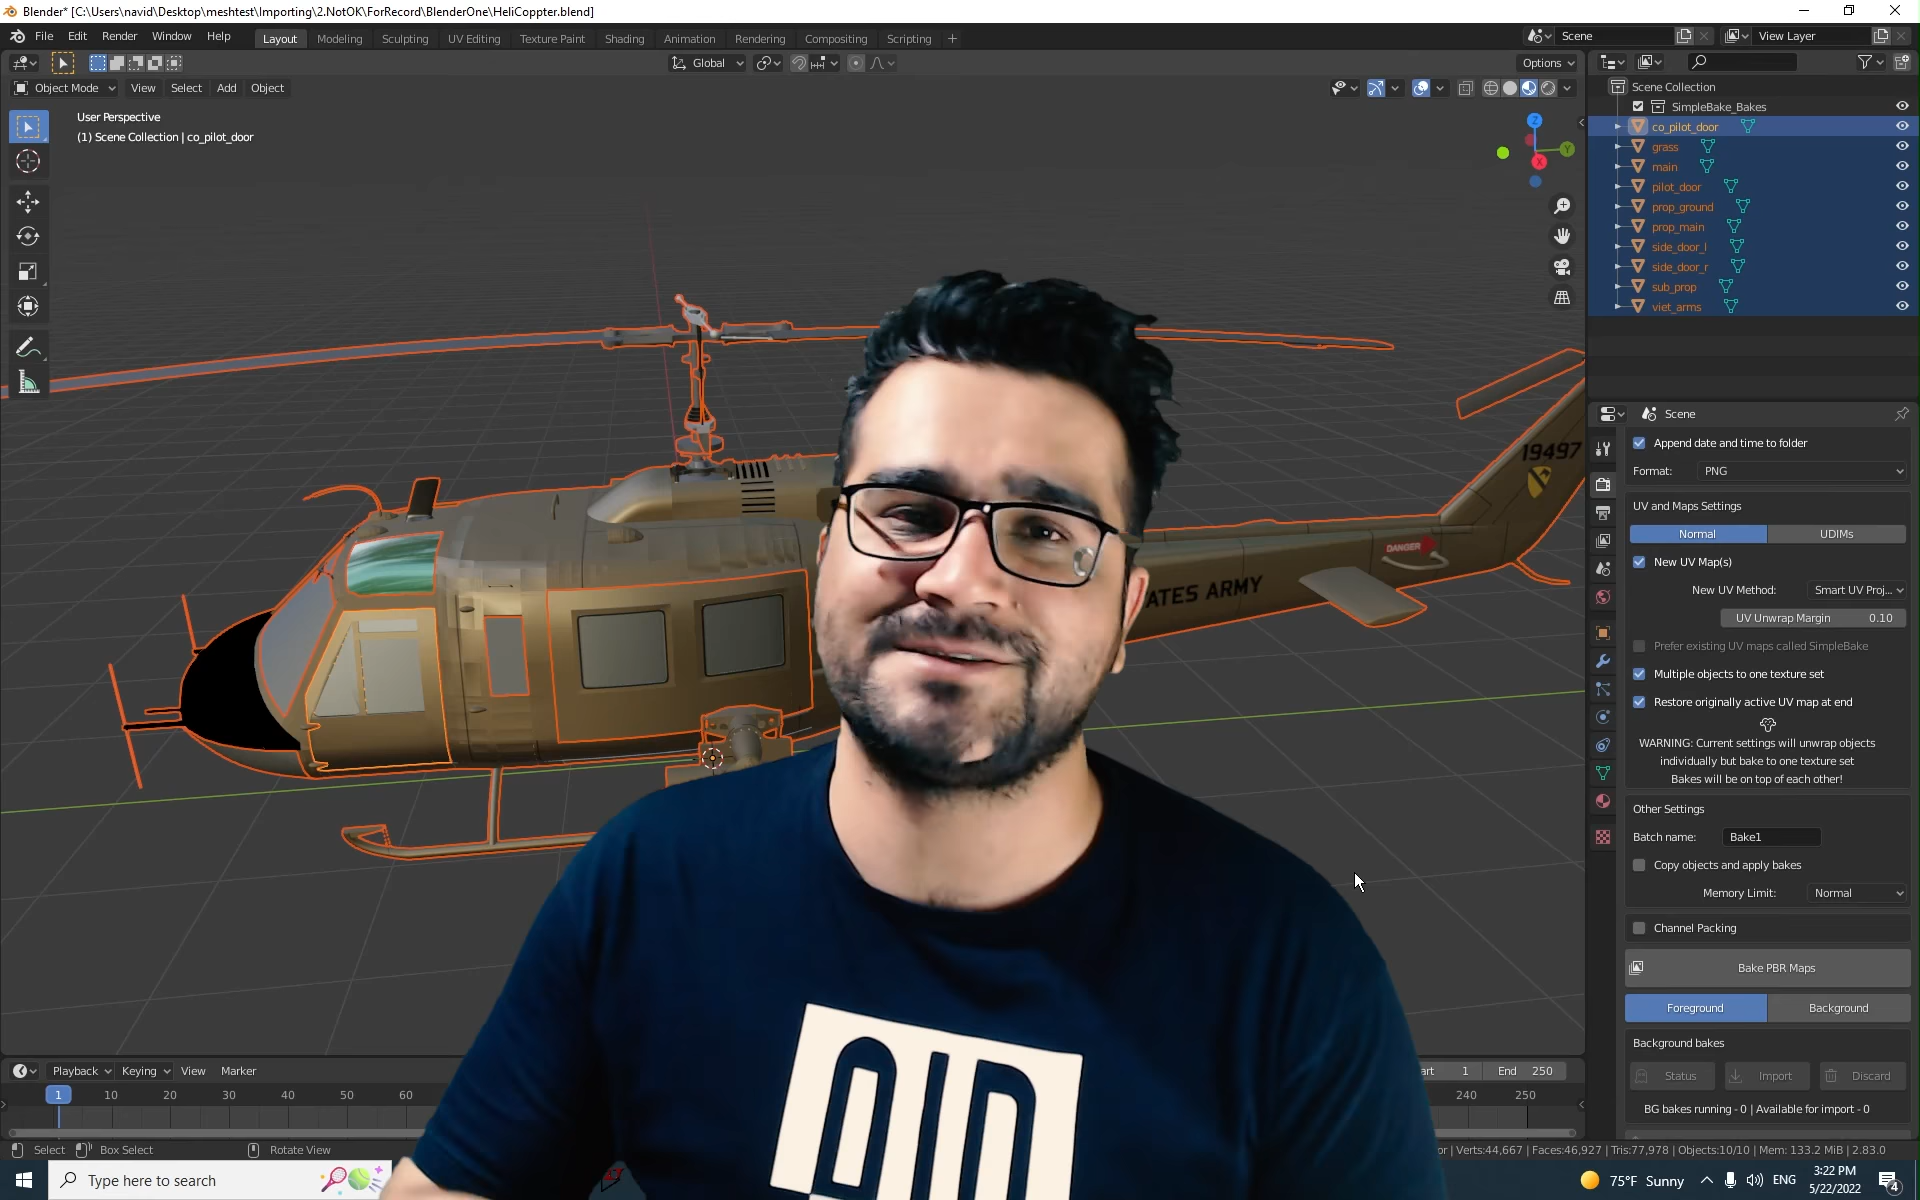 Blender* [C:\Users\navid\Desktop\meshtest\Importing\2.NotOK\ForRecord\BlenderOne\HeliCoppter.blend]
File Edit Render Window Help
Layout Modeling Sculpting UV Editing Texture Paint Shading Animation Rendering Compositing Scripting
Scene
View Layer
Global
Options
Object Mode View Select Add Object
User Perspective
(1) Scene Collection | co_pilot_door
Z
Y
X
19497
DANGER
ATES ARMY
Scene Collection
SimpleBake_Bakes
co_pilot_door
grass
main
pilot_door
prop_ground
prop_main
side_door_l
side_door_r
sub_prop
viet_arms
Scene
Append date and time to folder
Format: PNG
UV and Maps Settings
Normal UDIMs
New UV Map(s)
New UV Method: Smart UV Proj...
UV Unwrap Margin 0.10
Prefer existing UV maps called SimpleBake
Multiple objects to one texture set
Restore originally active UV map at end
WARNING: Current settings will unwrap objects
individually but bake to one texture set
Bakes will be on top of each other!
Other Settings
Batch name: Bake1
Copy objects and apply bakes
Memory Limit: Normal
Channel Packing
Bake PBR Maps
Foreground Background
Background bakes
Status Import Discard
BG bakes running - 0 | Available for import - 0
Playback Keying View Marker
art 1 End 250
1 10 20 30 40 50 60 240 250
Select Box Select Rotate View
or | Verts:44,667 | Faces:46,927 | Tris:77,978 | Objects:10/10 | Mem: 133.2 MiB | 2.83.0
Type here to search
75°F Sunny
ENG
3:22 PM
5/22/2022
4